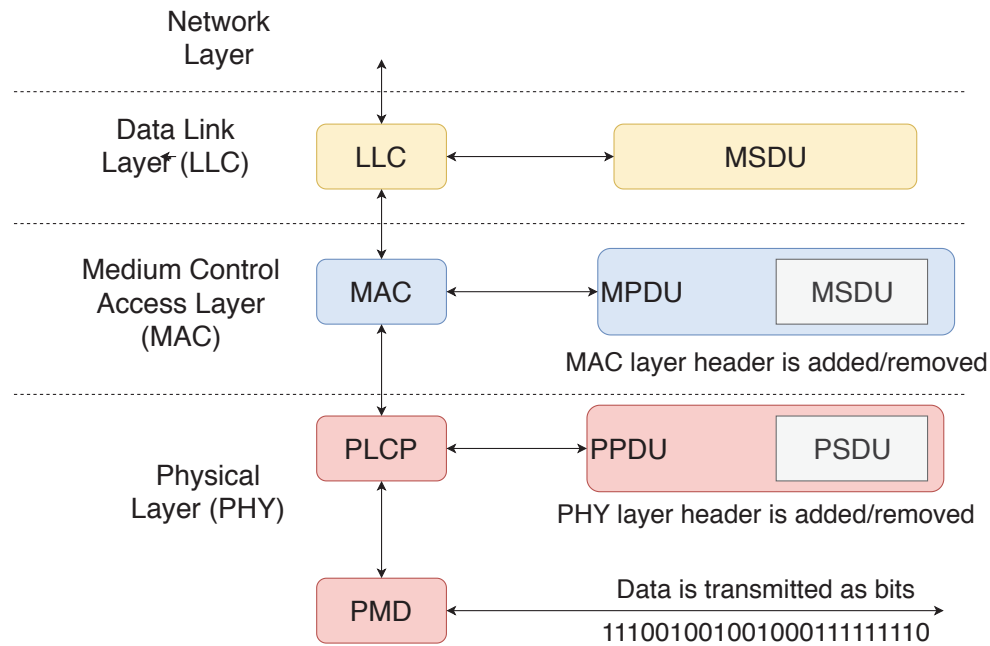 Network
Layer
Data Link
Layer (LLC)
LLC
MSDU
Medium Control
Access Layer
(MAC)
MAC
MPDU
MSDU
MAC layer header is added/removed
Physical
Layer (PHY)
PLCP
PPDU
PSDU
PHY layer header is added/removed
PMD
Data is transmitted as bits
111001001001000111111110